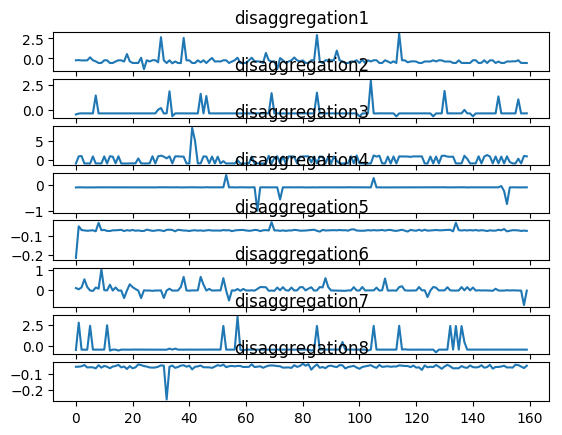 disaggregation1
2.5
0.0
disaggregation2
2.5
0.0
disaggregation3
5
0
disaggregation4
0
−1
disaggregation5
−0.1
−0.2
disaggregation6
1
0
disaggregation7
2.5
0.0
disaggregation8
−0.1
−0.2
0 20 40 60 80 100 120 140 160